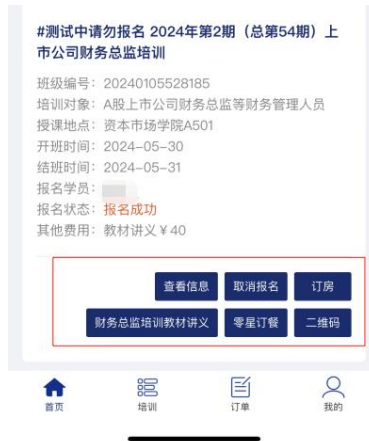 #测试中请勿报名 2024年第2期（总第54期）上
市公司财务总监培训
班级编号：20240105528185
培训对象：A股上市公司财务总监等财务管理人员
授课地点：资本市场学院A501
开班时间：2024-05-30
结班时间：2024-05-31
报名学员：
报名状态：报名成功
其他费用：教材讲义￥40
查看信息 取消报名 订房
财务总监培训教材讲义 零星订餐 二维码
首页 培训 订单 我的